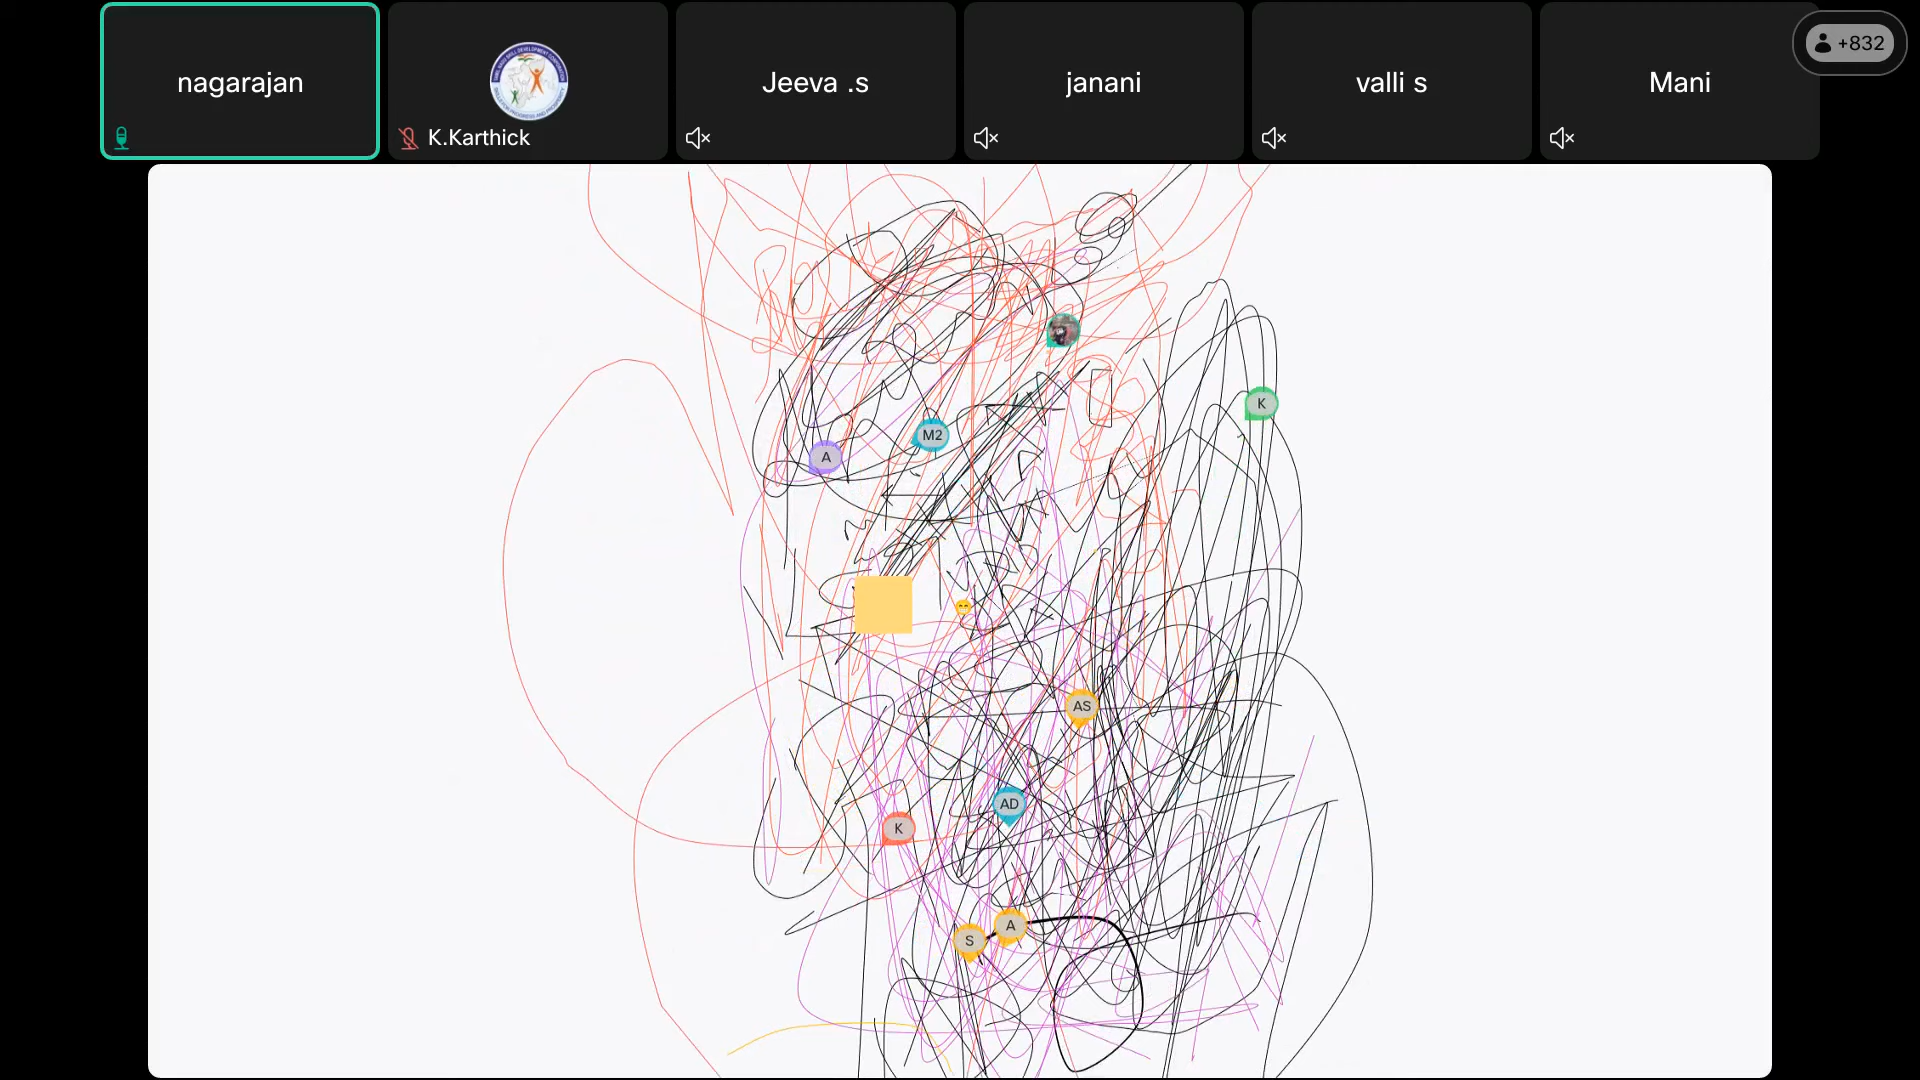 nagarajan
K.Karthick
Jeeva .s
janani
valli s
Mani
+832
K
M2
A
AS
AD
K
A
S